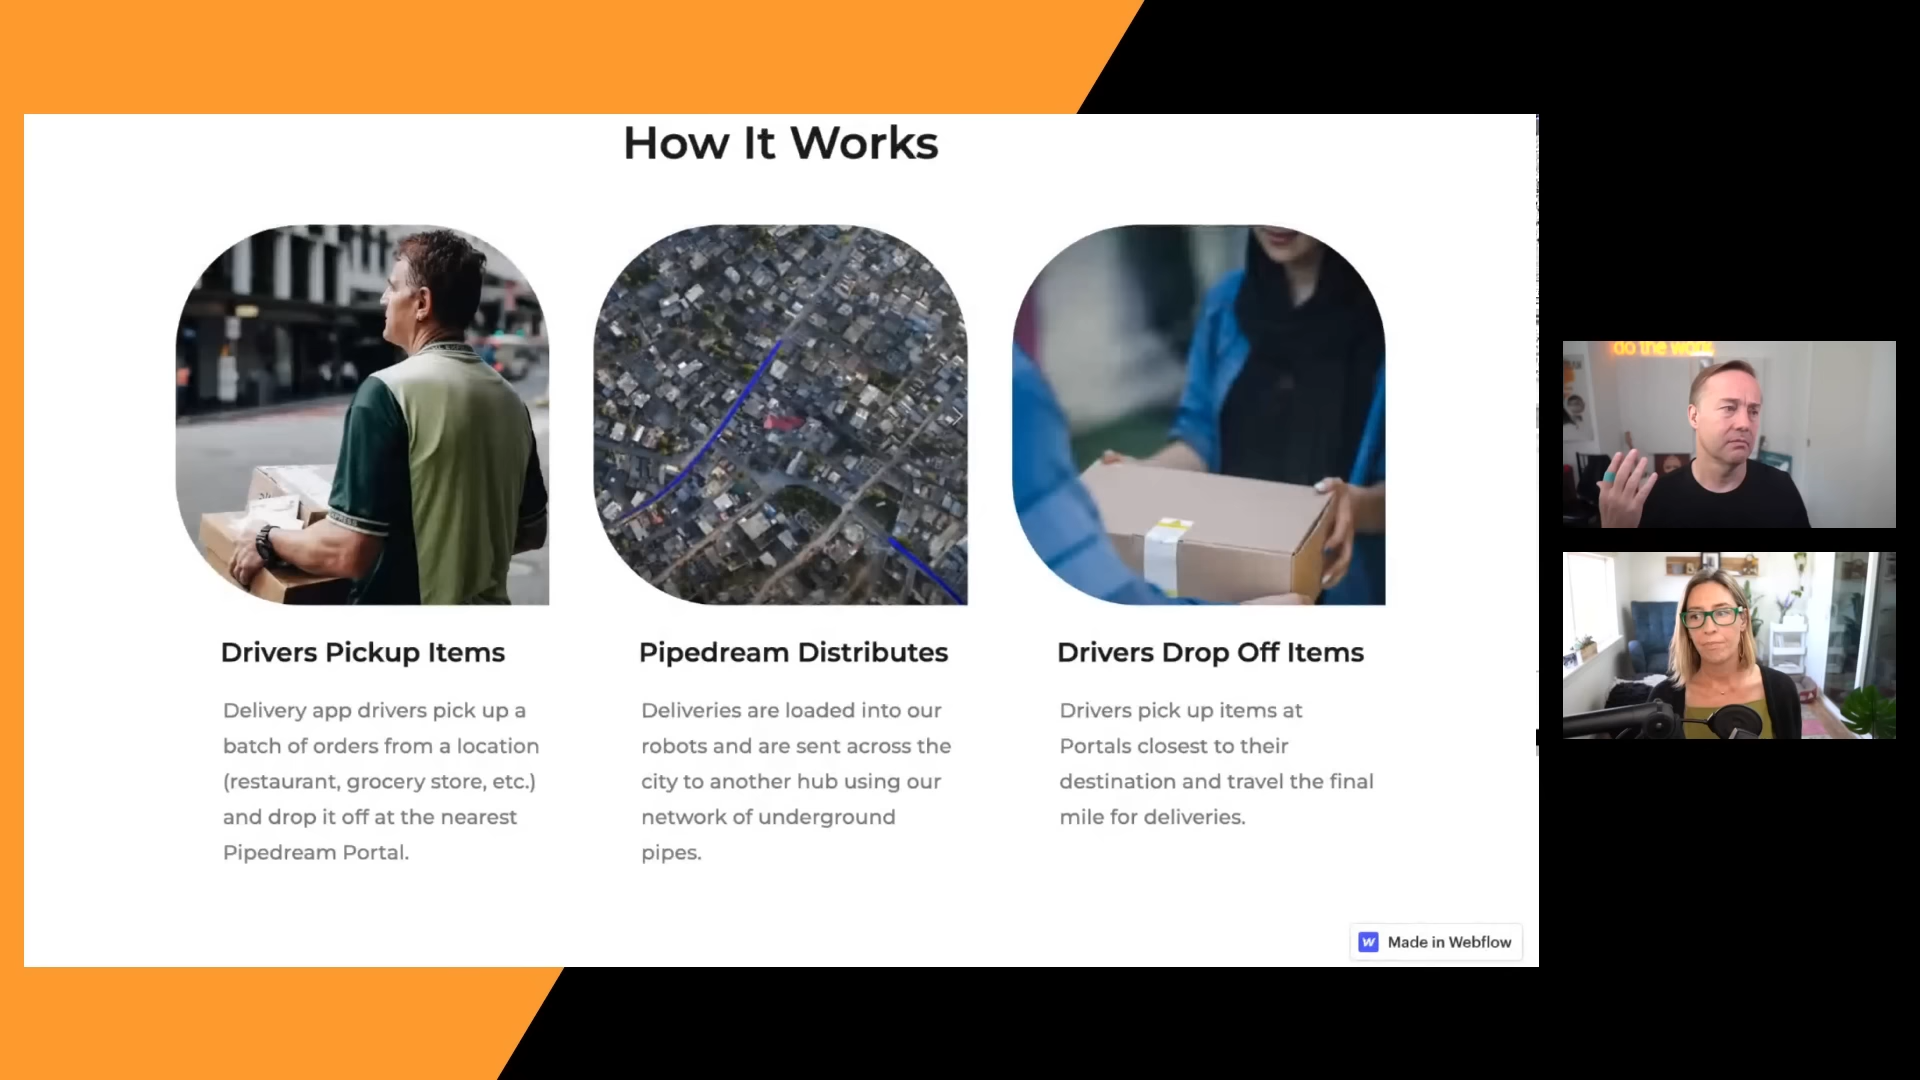 How It Works
Drivers Pickup Items
Delivery app drivers pick up a
batch of orders from a location
(restaurant, grocery store, etc.)
and drop it off at the nearest
Pipedream Portal.
Pipedream Distributes
Deliveries are loaded into our
robots and are sent across the
city to another hub using our
network of underground
pipes.
Drivers Drop Off Items
Drivers pick up items at
Portals closest to their
destination and travel the final
mile for deliveries.
W Made in Webflow
do the work.